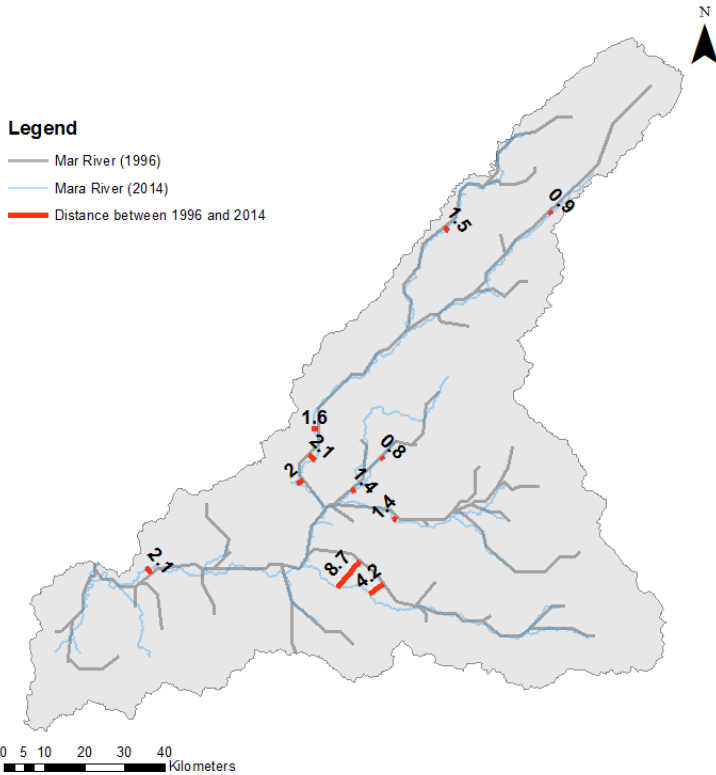 N
Legend
Mar River (1996)
Mara River (2014)
Distance between 1996 and 2014
0.9
1.5
1.6
2.1
2
0.8
1.4
1.4
2.1
8.7
4.2
0 5 10 20 30 40
Kilometers